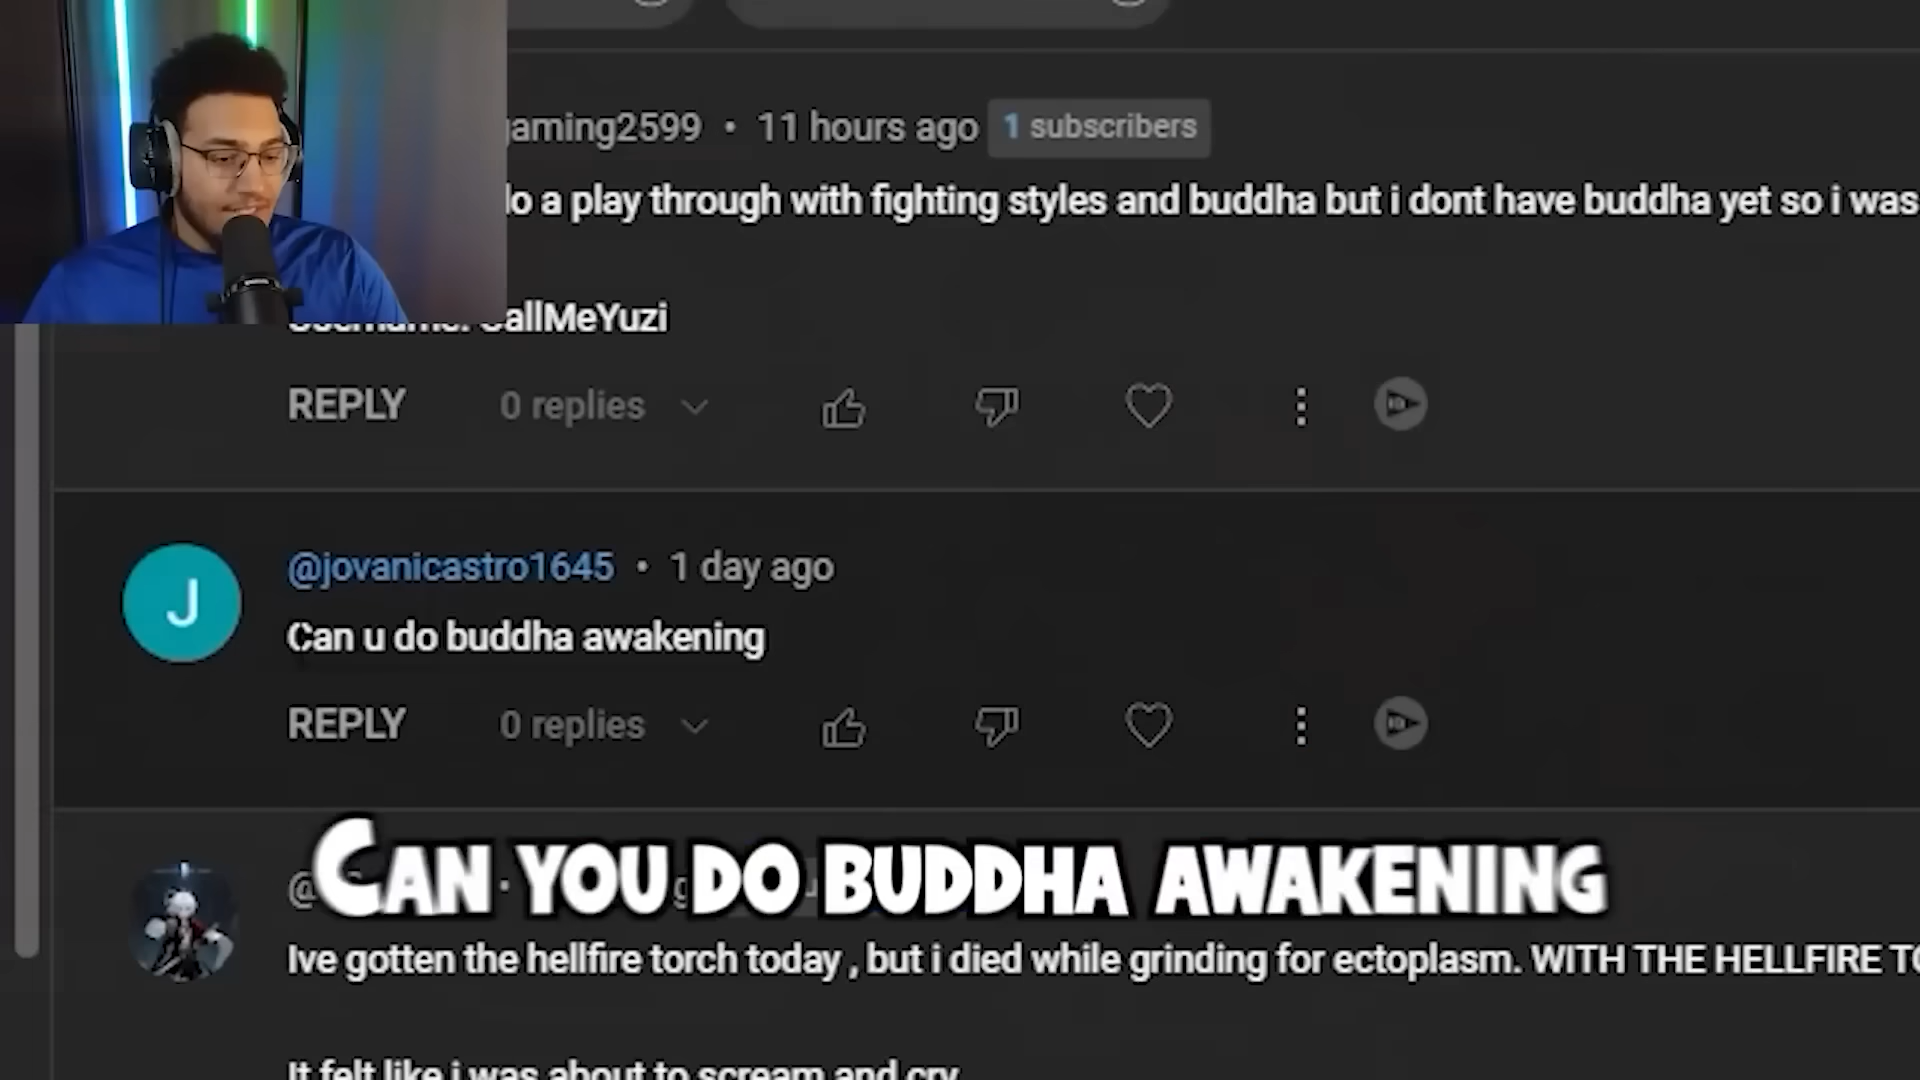 gaming2599 • 11 hours ago 1 subscribers
do a play through with fighting styles and buddha but i dont have buddha yet so i was
CallMeYuzi
REPLY 0 replies
J
@jovanicastro1645 • 1 day ago
Can u do buddha awakening
REPLY 0 replies
CAN YOU DO BUDDHA AWAKENING
Ive gotten the hellfire torch today , but i died while grinding for ectoplasm. WITH THE HELLFIRE
It felt like i was about to scream and cry